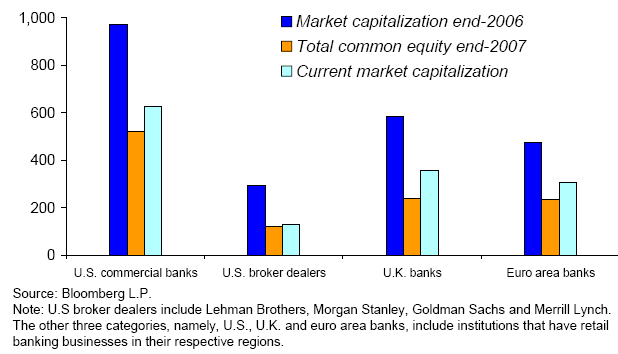 1,000
800
600
400
200
0
Market capitalization end-2006
Total common equity end-2007
Current market capitalization
U.S. commercial banks
U.S. broker dealers
U.K. banks
Euro area banks
Source: Bloomberg L.P.
Note: U.S broker dealers include Lehman Brothers, Morgan Stanley, Goldman Sachs and Merrill Lynch.
The other three categories, namely, U.S., U.K. and euro area banks, include institutions that have retail
banking businesses in their respective regions.